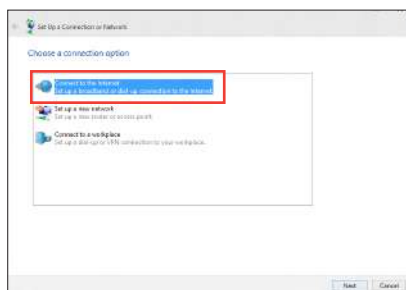 Set Up a Connection or Network
Choose a connection option
Connect to the Internet
Set up a broadband or dial-up connection to the Internet.
Set up a new network
Set up a new router or access point.
Connect to a workplace
Set up a dial-up or VPN connection to your workplace.
Next Cancel